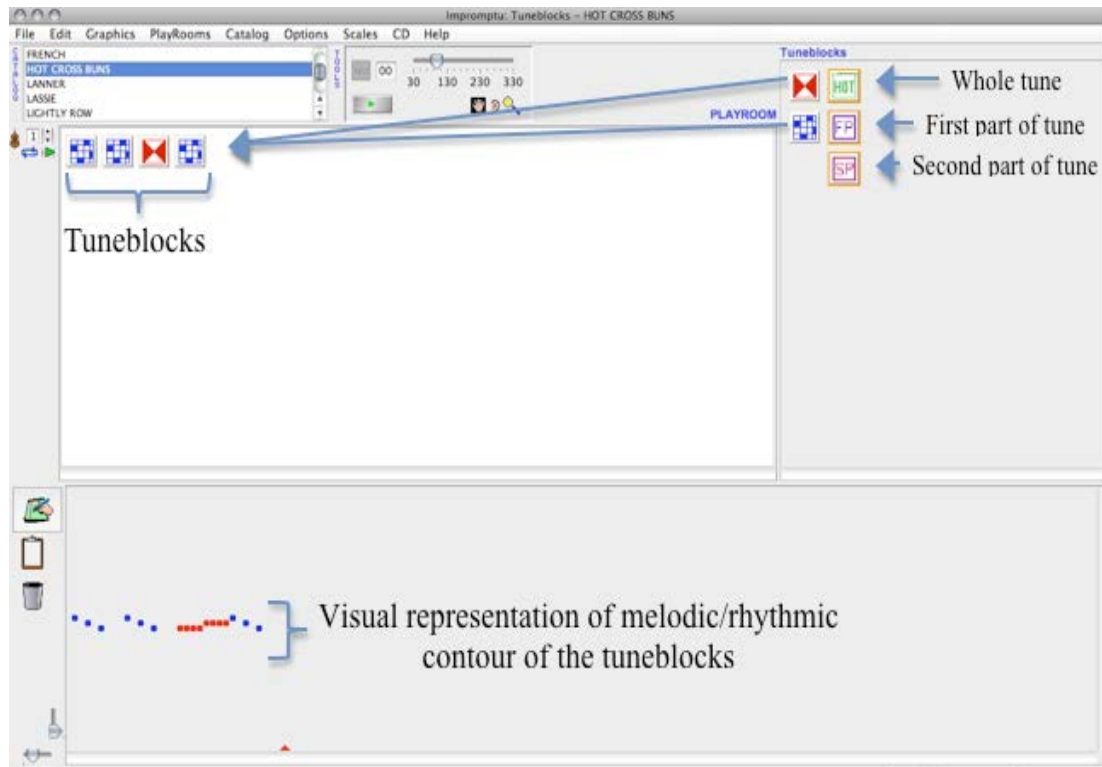 Impromptu: Tuneblocks – HOT CROSS BUNS
File Edit Graphics PlayRooms Catalog Options Scales CD Help
CATALOG
FRENCH
HOT CROSS BUNS
LANNER
LASSIE
LIGHTLY ROW
TOOLS
00
30 130 230 330
PLAYROOM
Tuneblocks
HOT
Whole tune
FP
First part of tune
SP
Second part of tune
1
Tuneblocks
Visual representation of melodic/rhythmic
contour of the tuneblocks